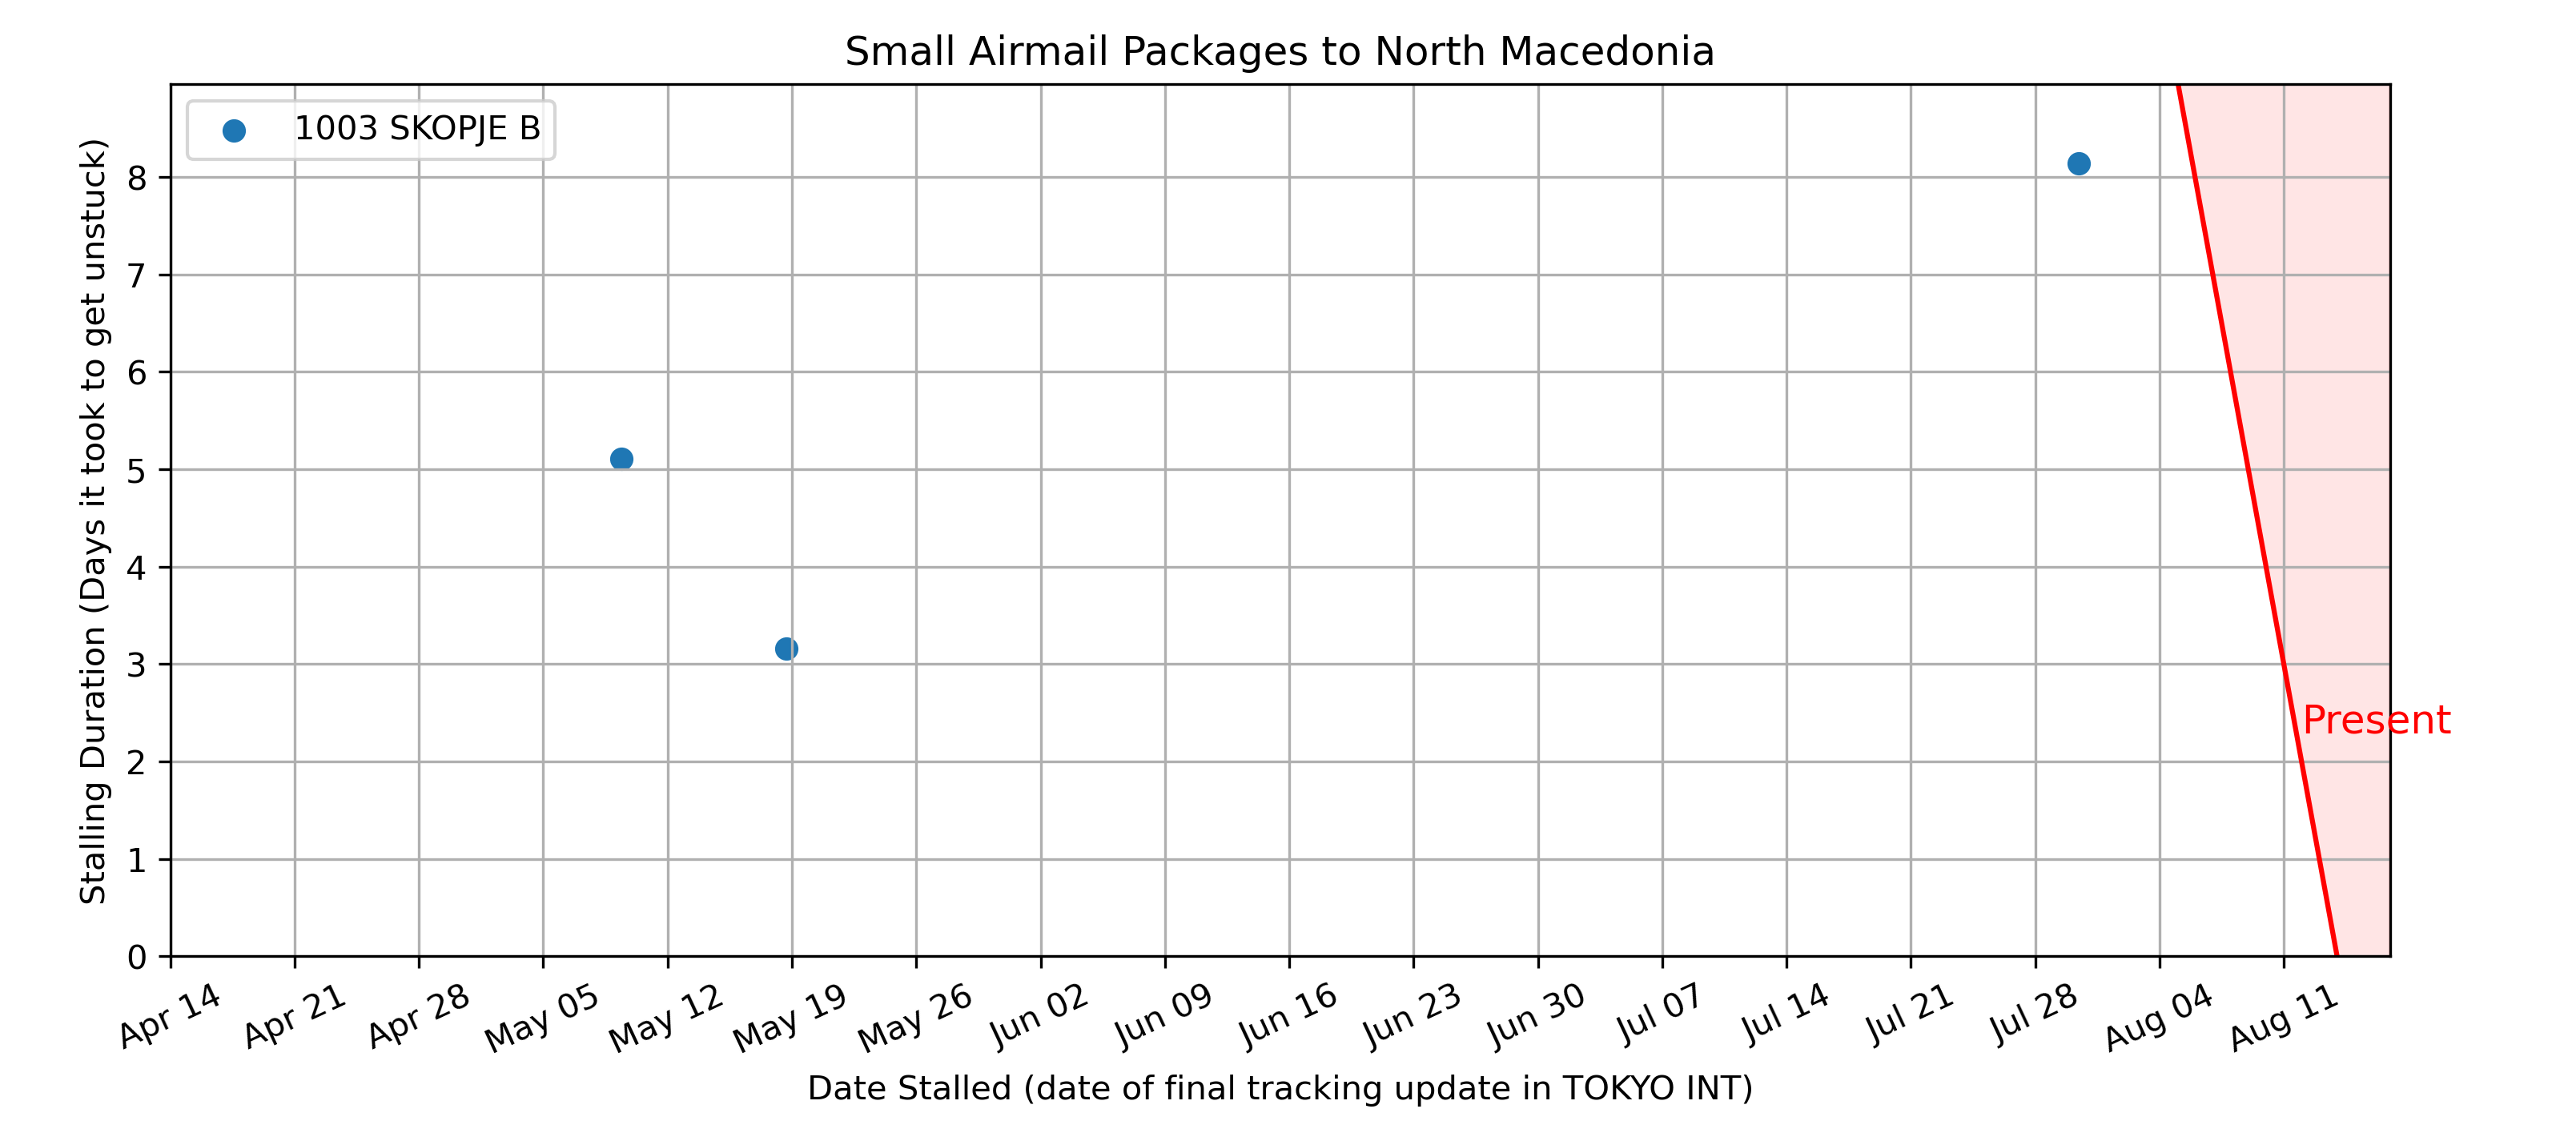 Small Airmail Packages to North Macedonia
1003 SKOPJE B
Stalling Duration (Days it took to get unstuck)
8
7
6
5
4
3
2
1
0
Present
Apr 14
Apr 21
Apr 28
May 05
May 12
May 19
May 26
Jun 02
Jun 09
Jun 16
Jun 23
Jun 30
Jul 07
Jul 14
Jul 21
Jul 28
Aug 04
Aug 11
Date Stalled (date of final tracking update in TOKYO INT)